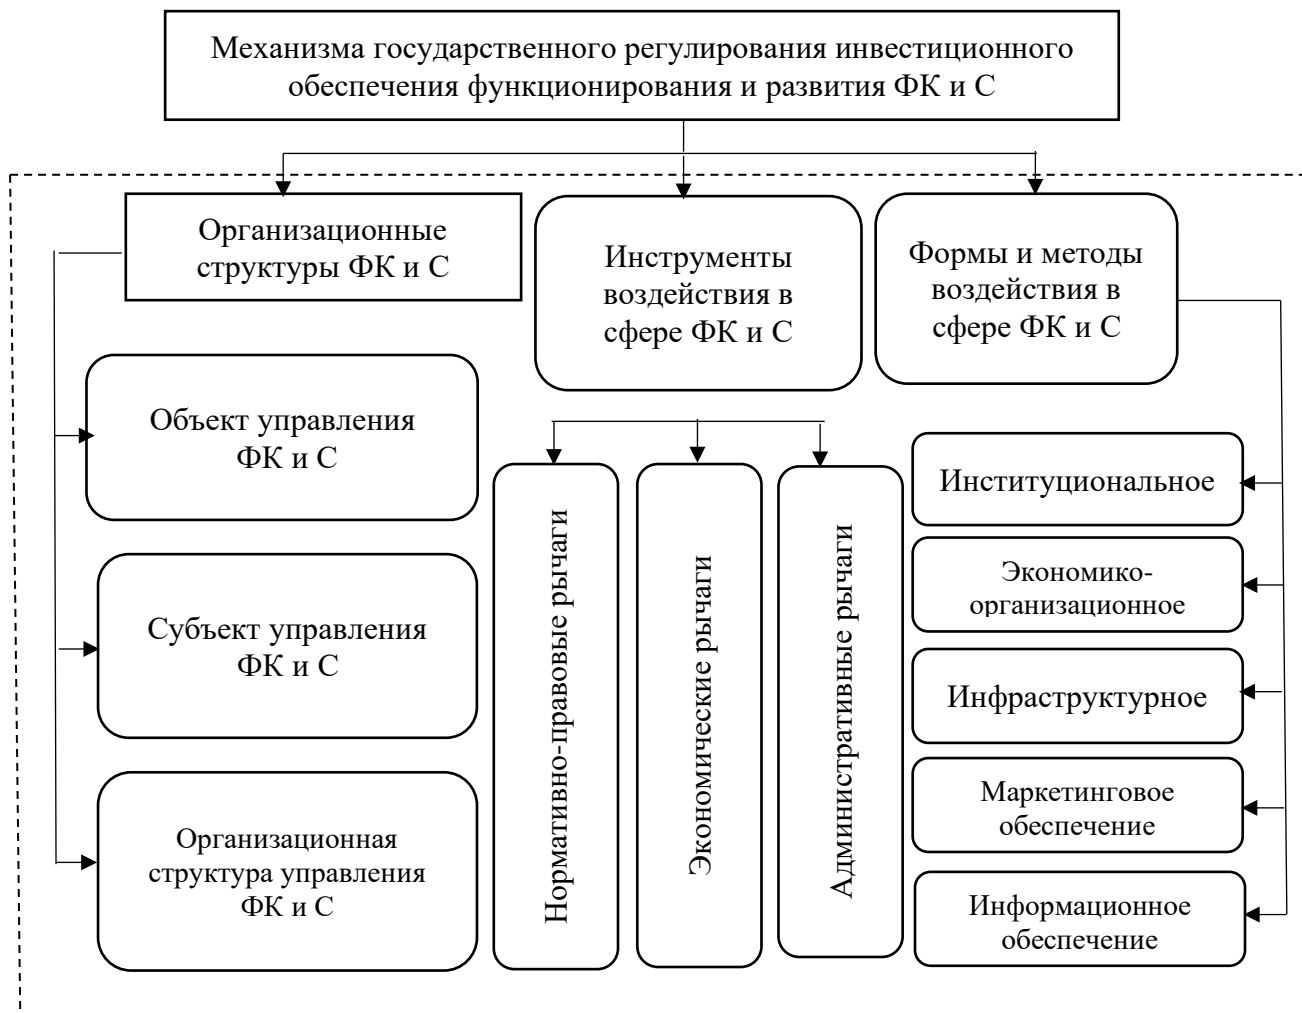 Механизма государственного регулирования инвестиционного
обеспечения функционирования и развития ФК и С
Организационные
структуры ФК и С
Инструменты
воздействия в
сфере ФК и С
Формы и методы
воздействия в
сфере ФК и С
Объект управления
ФК и С
Субъект управления
ФК и С
Организационная
структура управления
ФК и С
Нормативно-правовые рычаги
Экономические рычаги
Административные рычаги
Институциональное
Экономико-
организационное
Инфраструктурное
Маркетинговое
обеспечение
Информационное
обеспечение